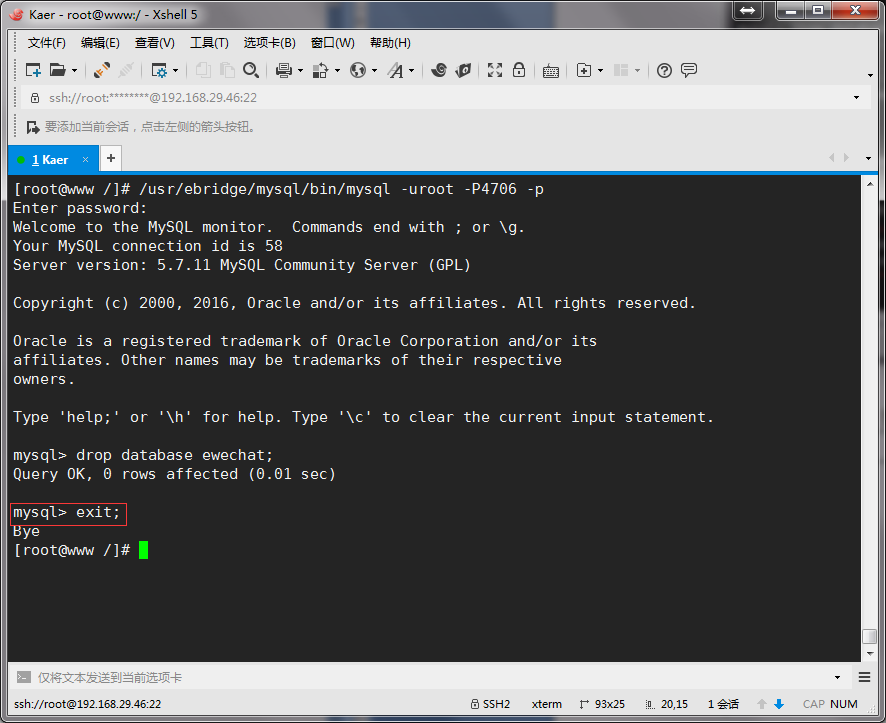 Kaer - root@www:/ - Xshell 5
文件(F) 编辑(E) 查看(V) 工具(T) 选项卡(B) 窗口(W) 帮助(H)
ssh://root:********@192.168.29.46:22
要添加当前会话，点击左侧的箭头按钮。
1 Kaer × +
[root@www /]# /usr/ebridge/mysql/bin/mysql -uroot -P4706 -p
Enter password:
Welcome to the MySQL monitor.  Commands end with ; or \g.
Your MySQL connection id is 58
Server version: 5.7.11 MySQL Community Server (GPL)
Copyright (c) 2000, 2016, Oracle and/or its affiliates. All rights reserved.
Oracle is a registered trademark of Oracle Corporation and/or its
affiliates. Other names may be trademarks of their respective
owners.
Type 'help;' or '\h' for help. Type '\c' to clear the current input statement.
mysql> drop database ewechat;
Query OK, 0 rows affected (0.01 sec)
mysql> exit;
Bye
[root@www /]#
仅将文本发送到当前选项卡
ssh://root@192.168.29.46:22 SSH2 xterm 93x25 20,15 1 会话 CAP NUM